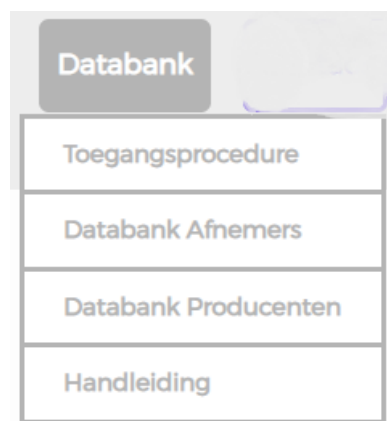 Databank
Toegangsprocedure
Databank Afnemers
Databank Producenten
Handleiding